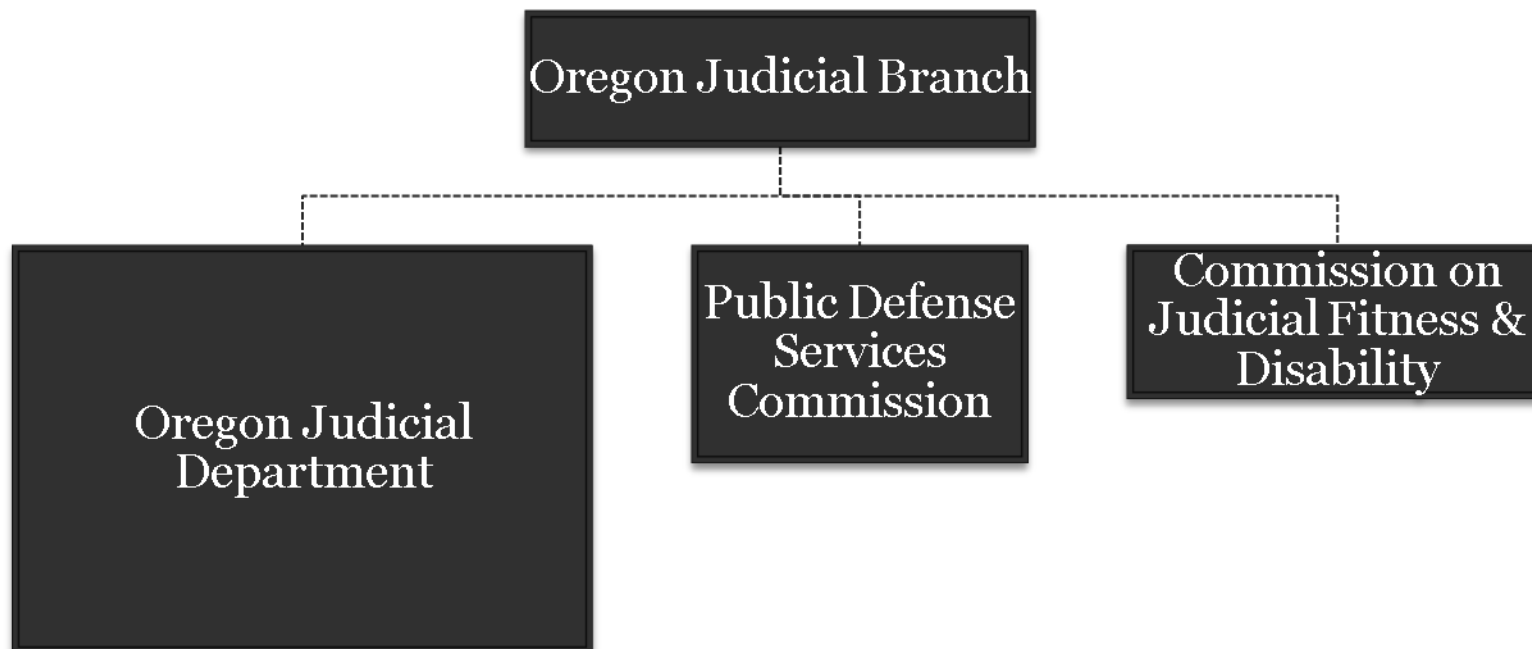 Oregon Judicial Branch
Oregon Judicial
Department
Public Defense
Services
Commission
Commission on
Judicial Fitness &
Disability